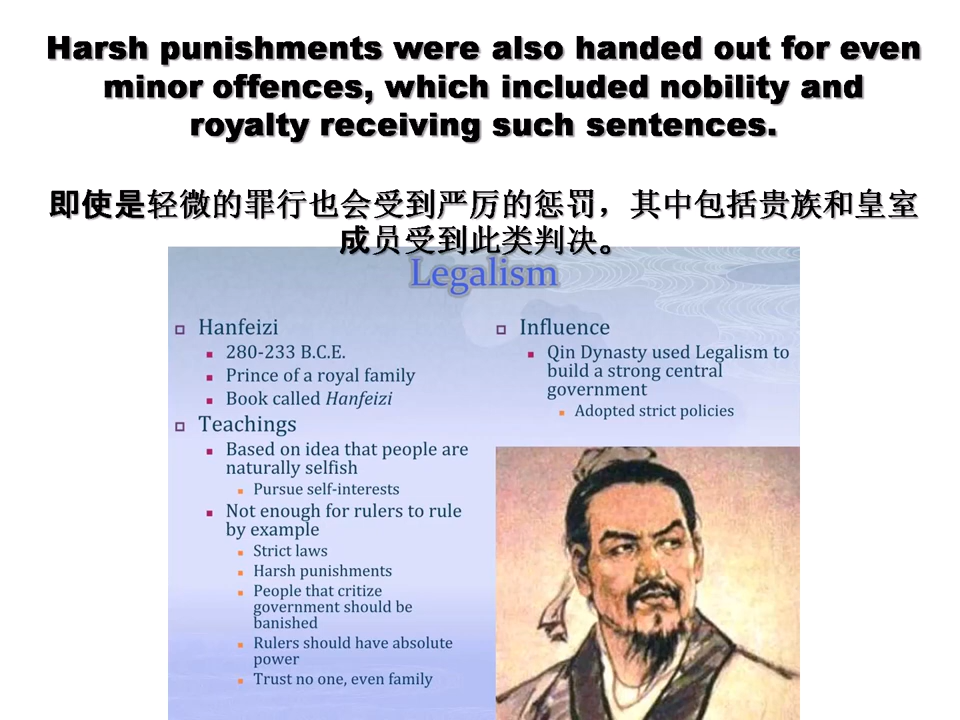 Harsh punishments were also handed out for even
minor offences, which included nobility and
royalty receiving such sentences.
即使是轻微的罪行也会受到严厉的惩罚，其中包括贵族和皇室
成员受到此类判决。
Legalism
Hanfeizi
280-233 B.C.E.
Prince of a royal family
Book called Hanfeizi
Teachings
Based on idea that people are
naturally selfish
Pursue self-interests
Not enough for rulers to rule
by example
Strict laws
Harsh punishments
People that critize
government should be
banished
Rulers should have absolute
power
Trust no one, even family
Influence
Qin Dynasty used Legalism to
build a strong central
government
Adopted strict policies